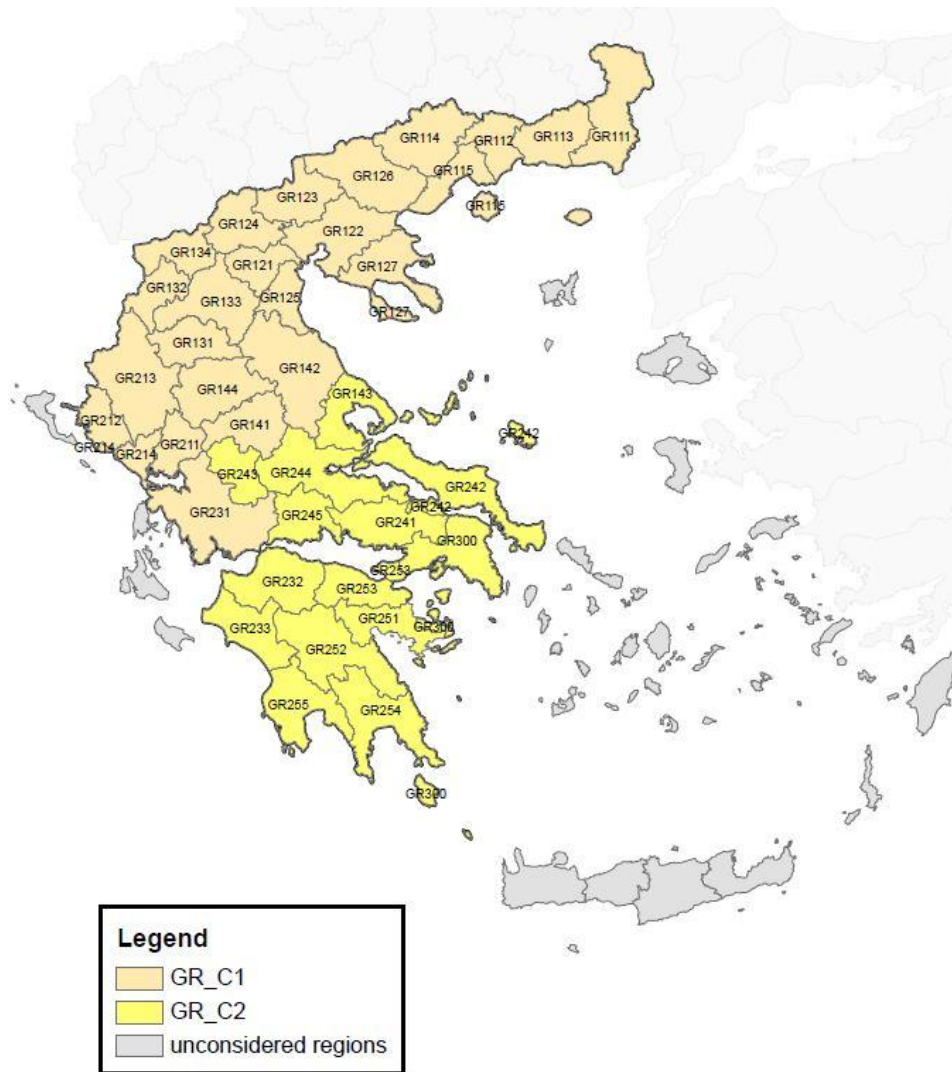 GR114
GR112
GR113
GR111
GR115
GR126
GR123
GR115
GR124
GR122
GR134
GR121
GR127
GR132
GR133
GR125
GR127
GR131
GR142
GR213
GR144
GR143
GR212
GR141
GR242
GR214
GR211
GR214
GR243
GR244
GR242
GR231
GR242
GR245
GR241
GR300
GR253
GR232
GR253
GR251
GR233
GR300
GR252
GR255
GR254
GR300
Legend
GR_C1
GR_C2
unconsidered regions